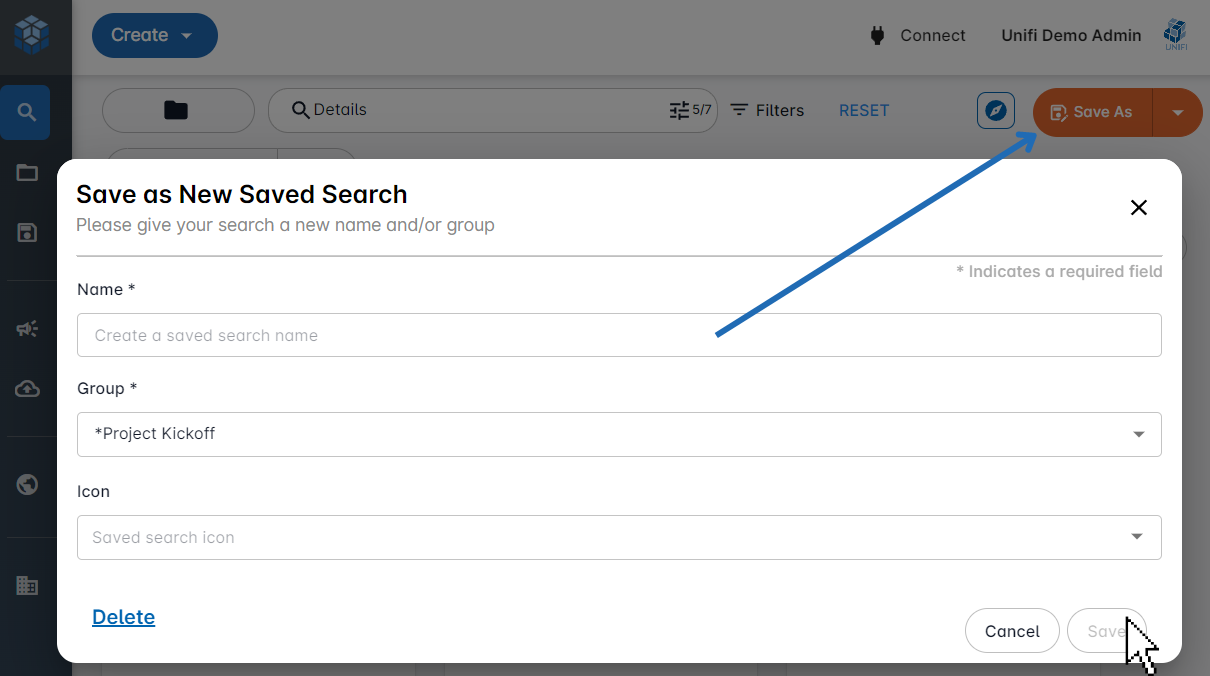 Create
Connect
Unifi Demo Admin
UNIFI
Details
5/7
Filters
RESET
Save As
Save as New Saved Search
Please give your search a new name and/or group
* Indicates a required field
Name *
Create a saved search name
Group *
*Project Kickoff
Icon
Saved search icon
Delete
Cancel
Save